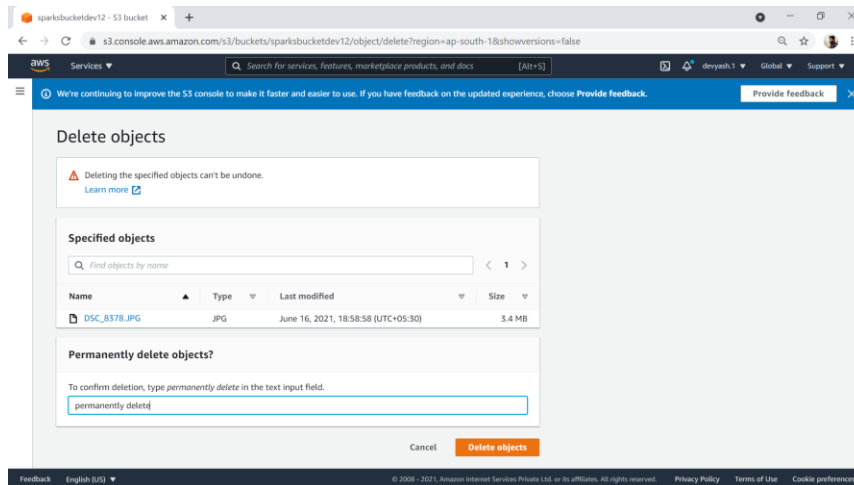 sparksbucketdev12 - S3 bucket
s3.console.aws.amazon.com/s3/buckets/sparksbucketdev12/object/delete?region=ap-south-1&showversions=false
aws Services ▼ Search for services, features, marketplace products, and docs [Alt+S] devyash.1 ▼ Global ▼ Support ▼
We're continuing to improve the S3 console to make it faster and easier to use. If you have feedback on the updated experience, choose Provide feedback. Provide feedback
Delete objects
Deleting the specified objects can't be undone.
Learn more
Specified objects
Find objects by name 1
Name Type Last modified Size
DSC_8378.JPG JPG June 16, 2021, 18:58:58 (UTC+05:30) 3.4 MB
Permanently delete objects?
To confirm deletion, type permanently delete in the text input field.
permanently delete
Cancel Delete objects
Feedback English (US) ▼ © 2008 - 2021, Amazon Internet Services Private Ltd. or its affiliates. All rights reserved. Privacy Policy Terms of Use Cookie preferences